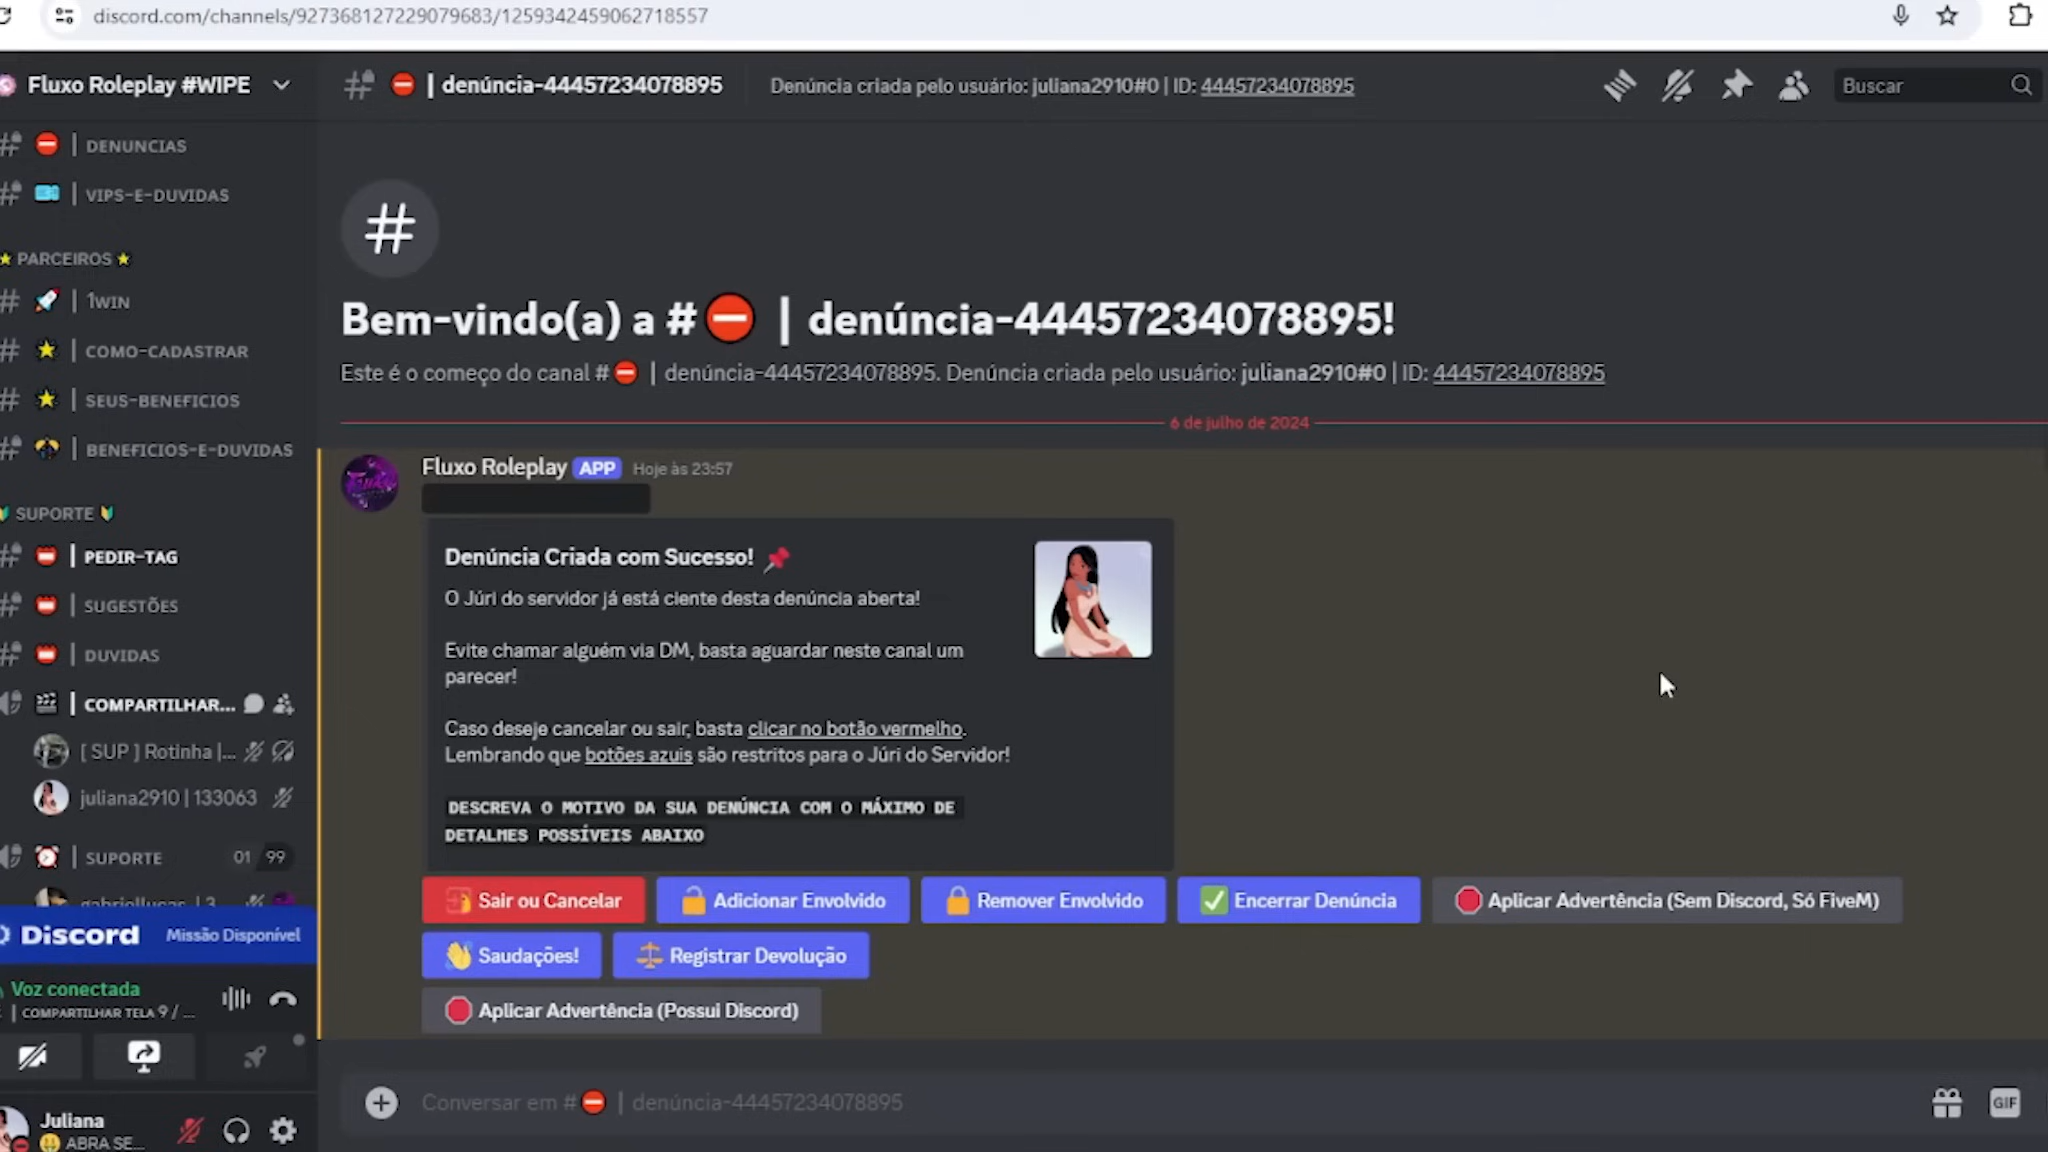 discord.com/channels/927368127229079683/1259342459062718557
Fluxo Roleplay #WIPE
| DENUNCIAS
| VIPS-E-DUVIDAS
PARCEIROS
| 1WIN
| COMO-CADASTRAR
| SEUS-BENEFICIOS
| BENEFICIOS-E-DUVIDAS
SUPORTE
| PEDIR-TAG
| SUGESTÕES
| DUVIDAS
| COMPARTILHAR...
[ SUP ] Rotinha |...
juliana2910 | 133063
| SUPORTE 01 99
gabriellucas | 3
Discord Missão Disponível
Voz conectada
| COMPARTILHAR TELA 9 / ...
Juliana
ABRA SE...
| denúncia-44457234078895
Denúncia criada pelo usuário: juliana2910#0 | ID: 44457234078895
Buscar
Bem-vindo(a) a # | denúncia-44457234078895!
Este é o começo do canal # | denúncia-44457234078895. Denúncia criada pelo usuário: juliana2910#0 | ID: 44457234078895
6 de julho de 2024
Fluxo Roleplay APP Hoje às 23:57
Denúncia Criada com Sucesso!
O Júri do servidor já está ciente desta denúncia aberta!
Evite chamar alguém via DM, basta aguardar neste canal um
parecer!
Caso deseje cancelar ou sair, basta clicar no botão vermelho.
Lembrando que botões azuis são restritos para o Júri do Servidor!
DESCREVA O MOTIVO DA SUA DENÚNCIA COM O MÁXIMO DE
DETALMES POSSÍVEIS ABAIXO
Sair ou Cancelar
Adicionar Envolvido
Remover Envolvido
Encerrar Denúncia
Aplicar Advertência (Sem Discord, Só FiveM)
Saudações!
Registrar Devolução
Aplicar Advertência (Possui Discord)
Conversar em # | denúncia-44457234078895
GIF